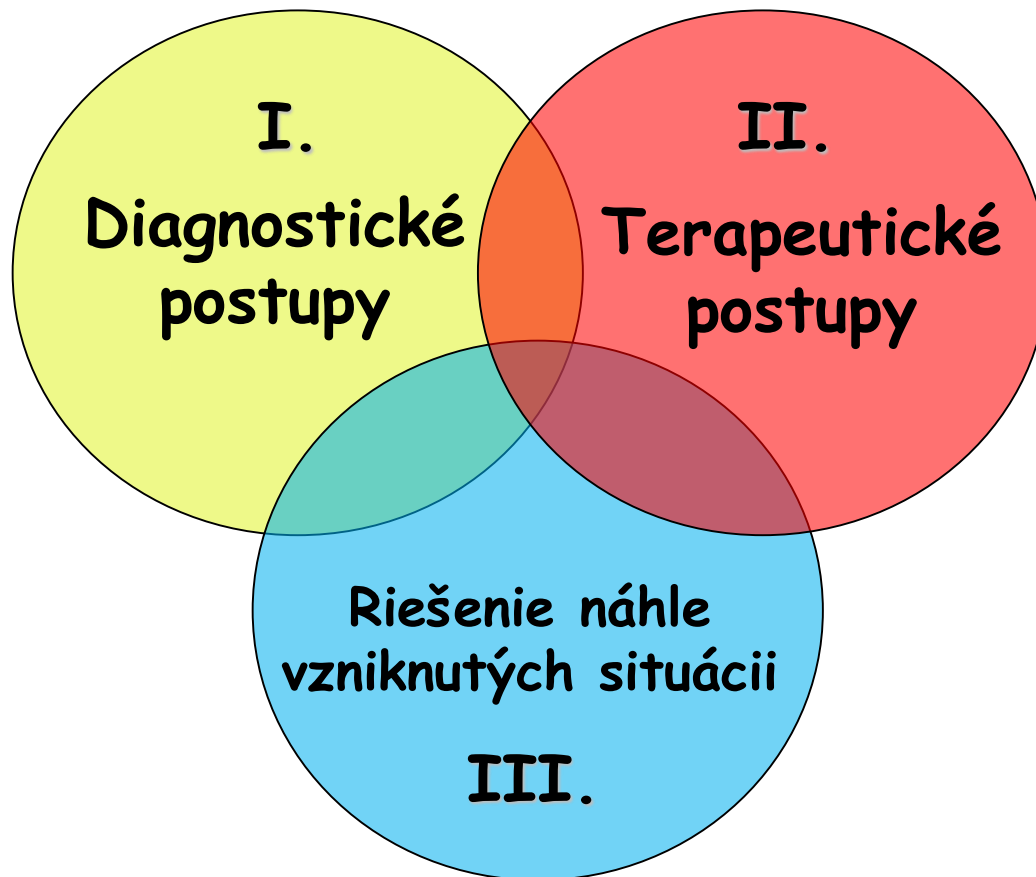 I.
Diagnostické
postupy
II.
Terapeutické
postupy
Riešenie náhle
vzniknutých situácii
III.